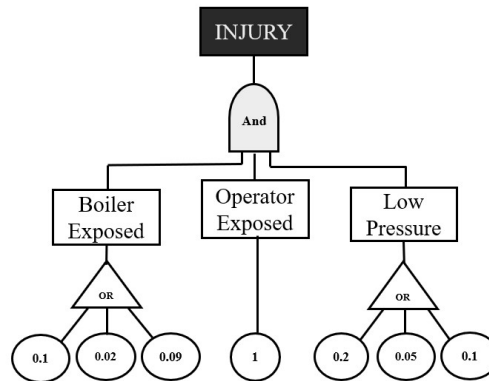 INJURY
And
Boiler
Exposed
Operator
Exposed
Low
Pressure
OR
OR
0.1
0.02
0.09
1
0.2
0.05
0.1